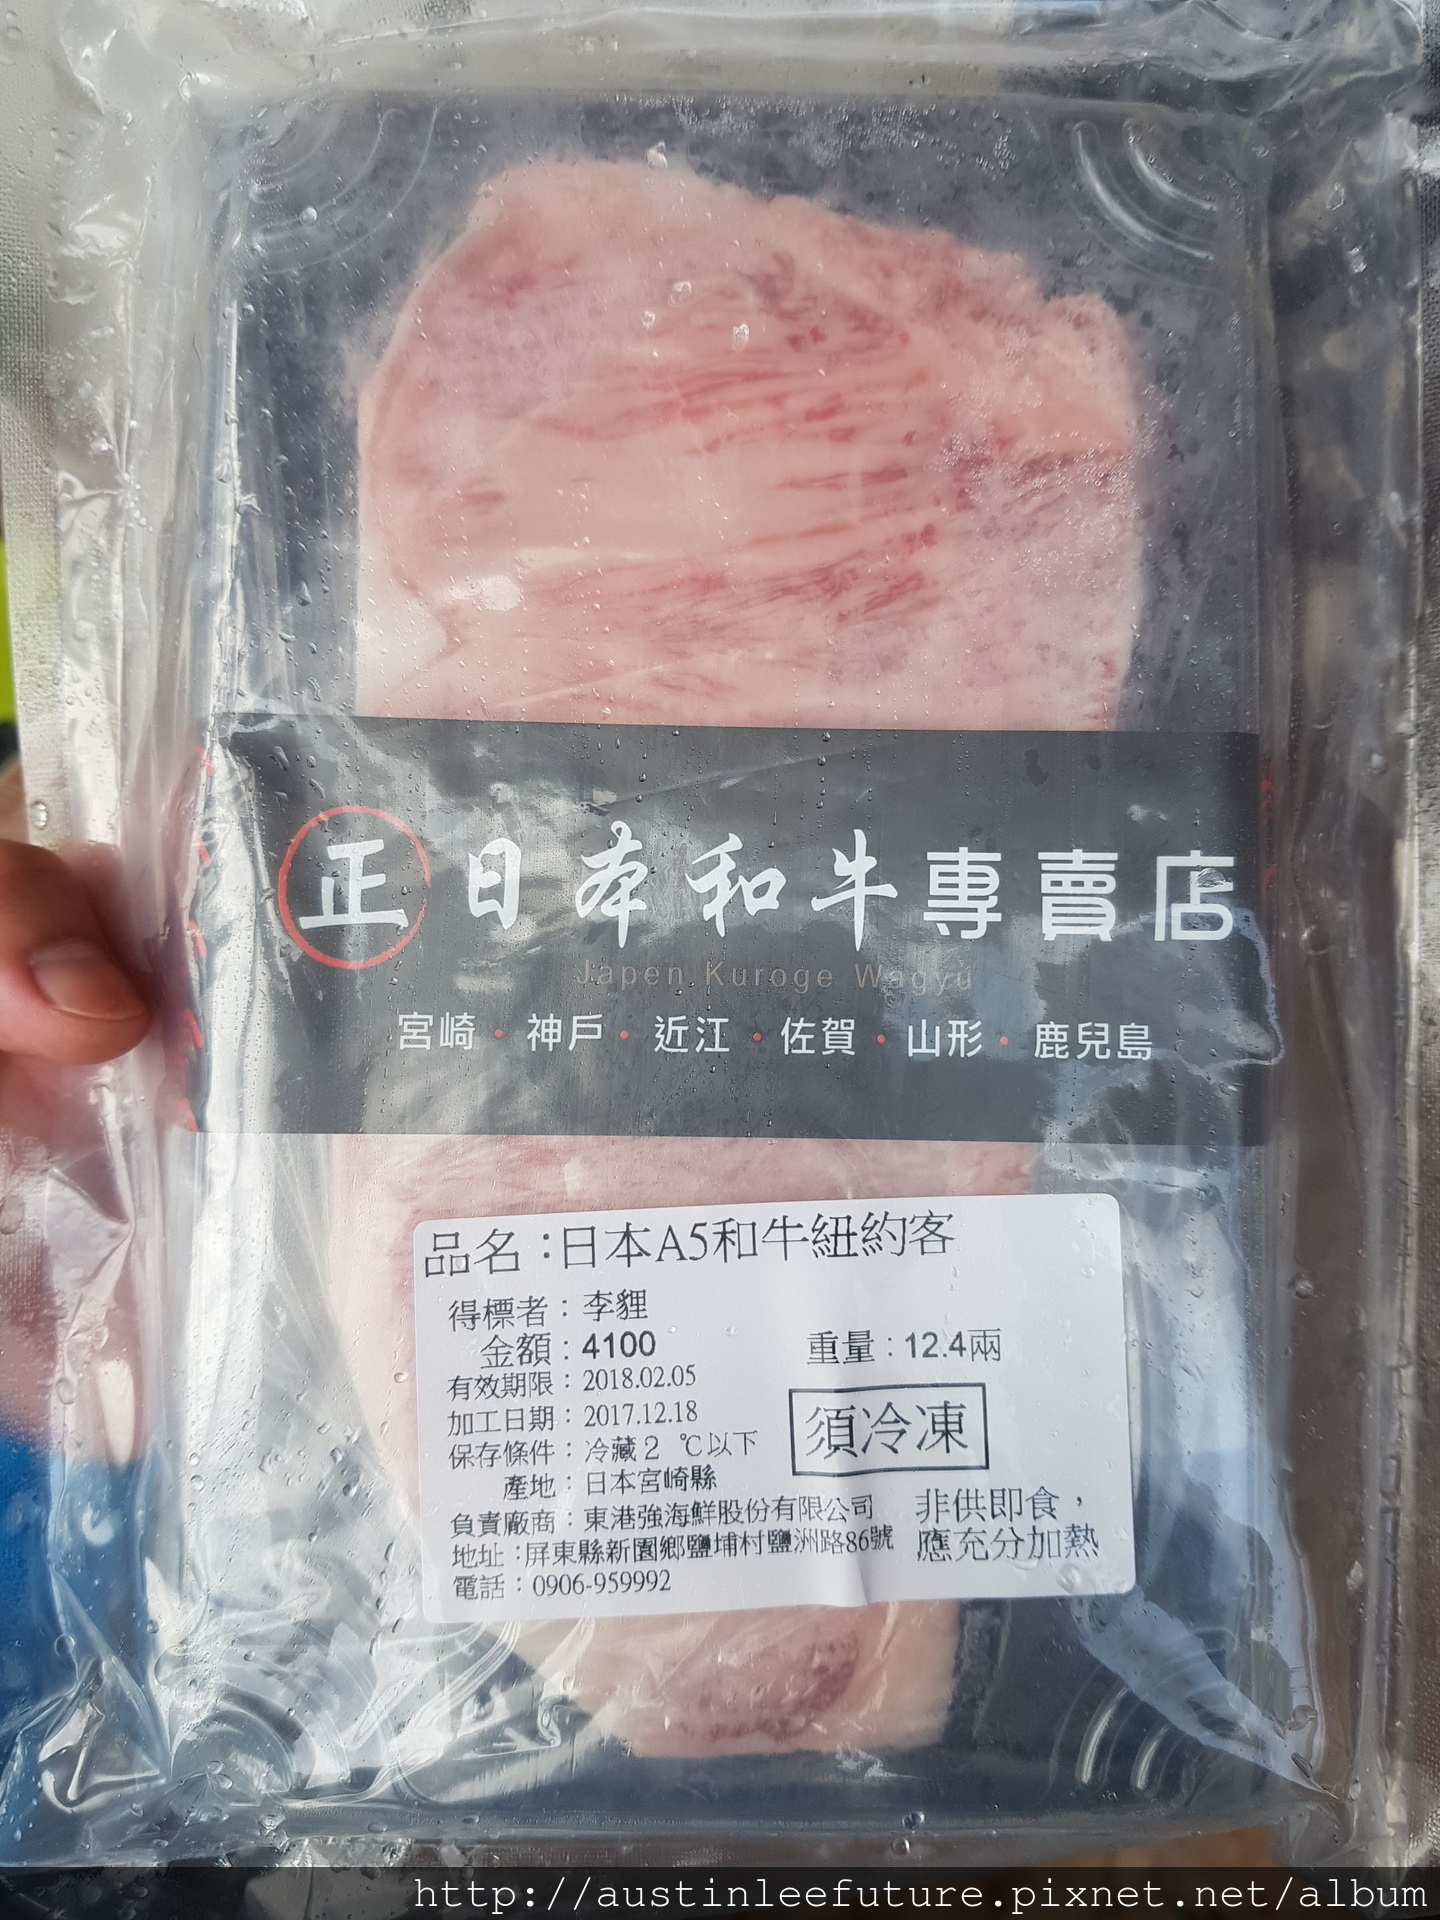 正 日本和牛專賣店
Japen Kuroge Wagyu
宮崎・神戶・近江・佐賀・山形・鹿兒島
品名：日本A5和牛紐約客
得標者：李貍
金額：4100 重量：12.4兩
有效期限：2018.02.05
加工日期：2017.12.18
保存條件：冷藏2 ℃以下
須冷凍
產地：日本宮崎縣
負責廠商：東港強海鮮股份有限公司
地址：屏東縣新園鄉鹽埔村鹽洲路86號
電話：0906-959992
非供即食，
應充分加熱
http://austinleefuture.pixnet.net/album